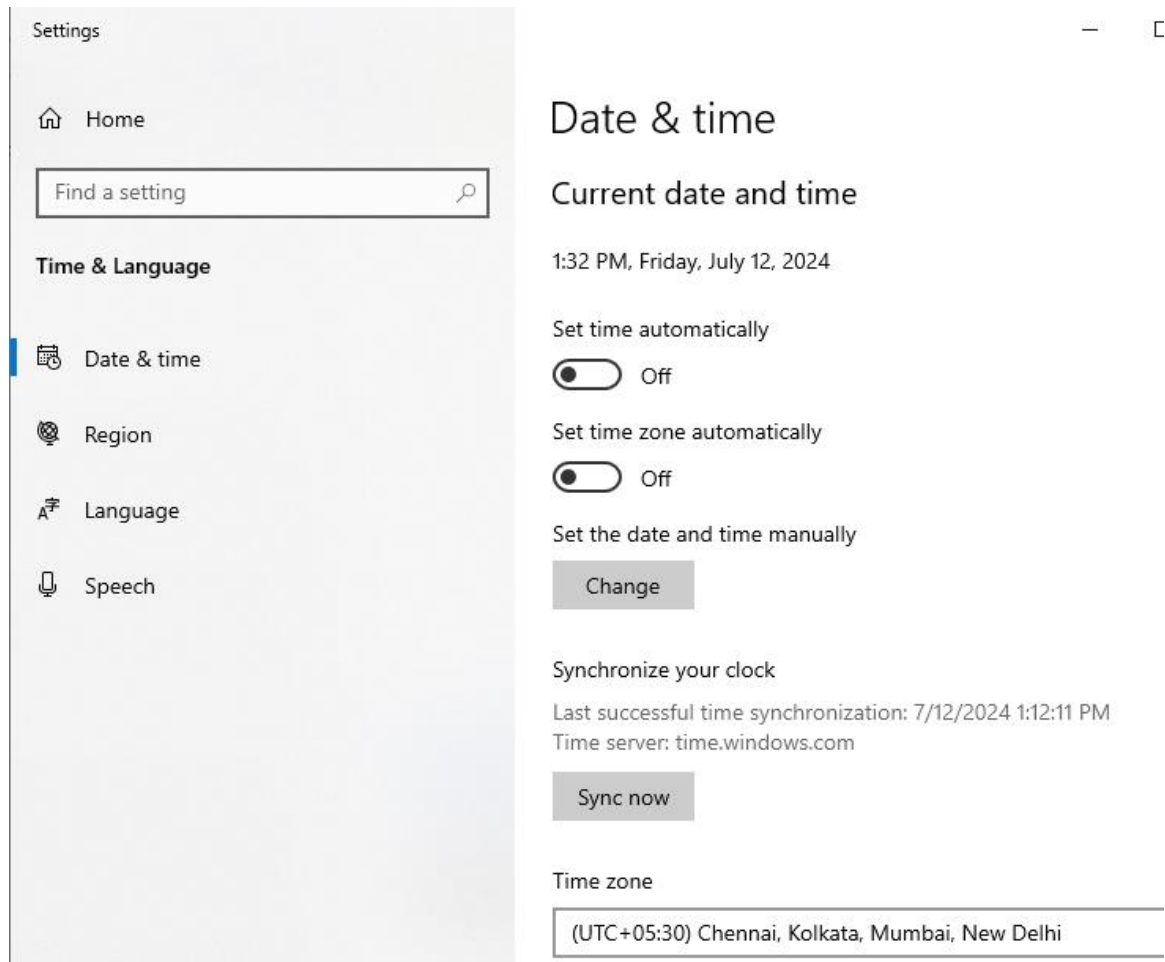 Settings
Home
Find a setting
Time & Language
Date & time
Region
Language
Speech
Date & time
Current date and time
1:32 PM, Friday, July 12, 2024
Set time automatically
Off
Set time zone automatically
Off
Set the date and time manually
Change
Synchronize your clock
Last successful time synchronization: 7/12/2024 1:12:11 PM
Time server: time.windows.com
Sync now
Time zone
(UTC+05:30) Chennai, Kolkata, Mumbai, New Delhi